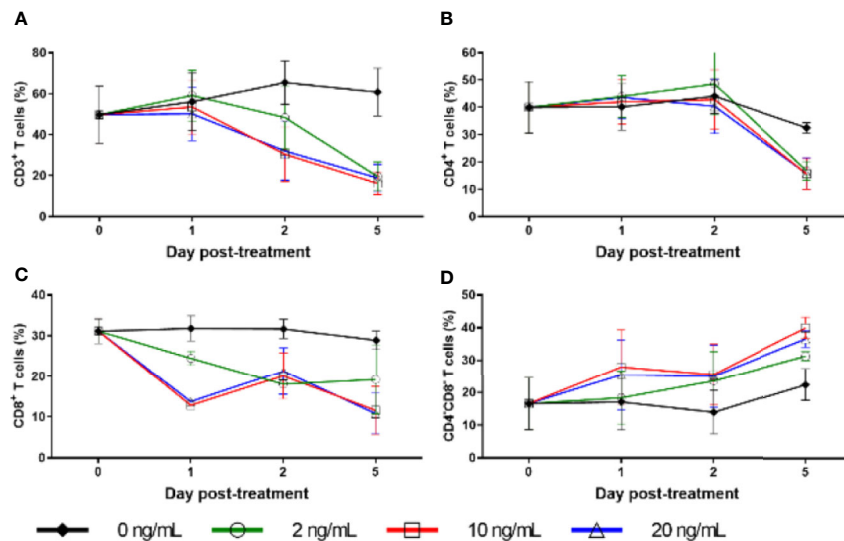 A
CD3⁺ T cells (%)
80
60
40
20
0
0 1 2 5
Day post-treatment
B
CD4⁺ T cells (%)
60
50
40
30
20
10
0
0 1 2 5
Day post-treatment
C
CD8⁺ T cells (%)
40
30
20
10
0
0 1 2 5
Day post-treatment
D
CD4⁻CD8⁻ T cells (%)
50
40
30
20
10
0
0 1 2 5
Day post-treatment
0 ng/mL 2 ng/mL 10 ng/mL 20 ng/mL